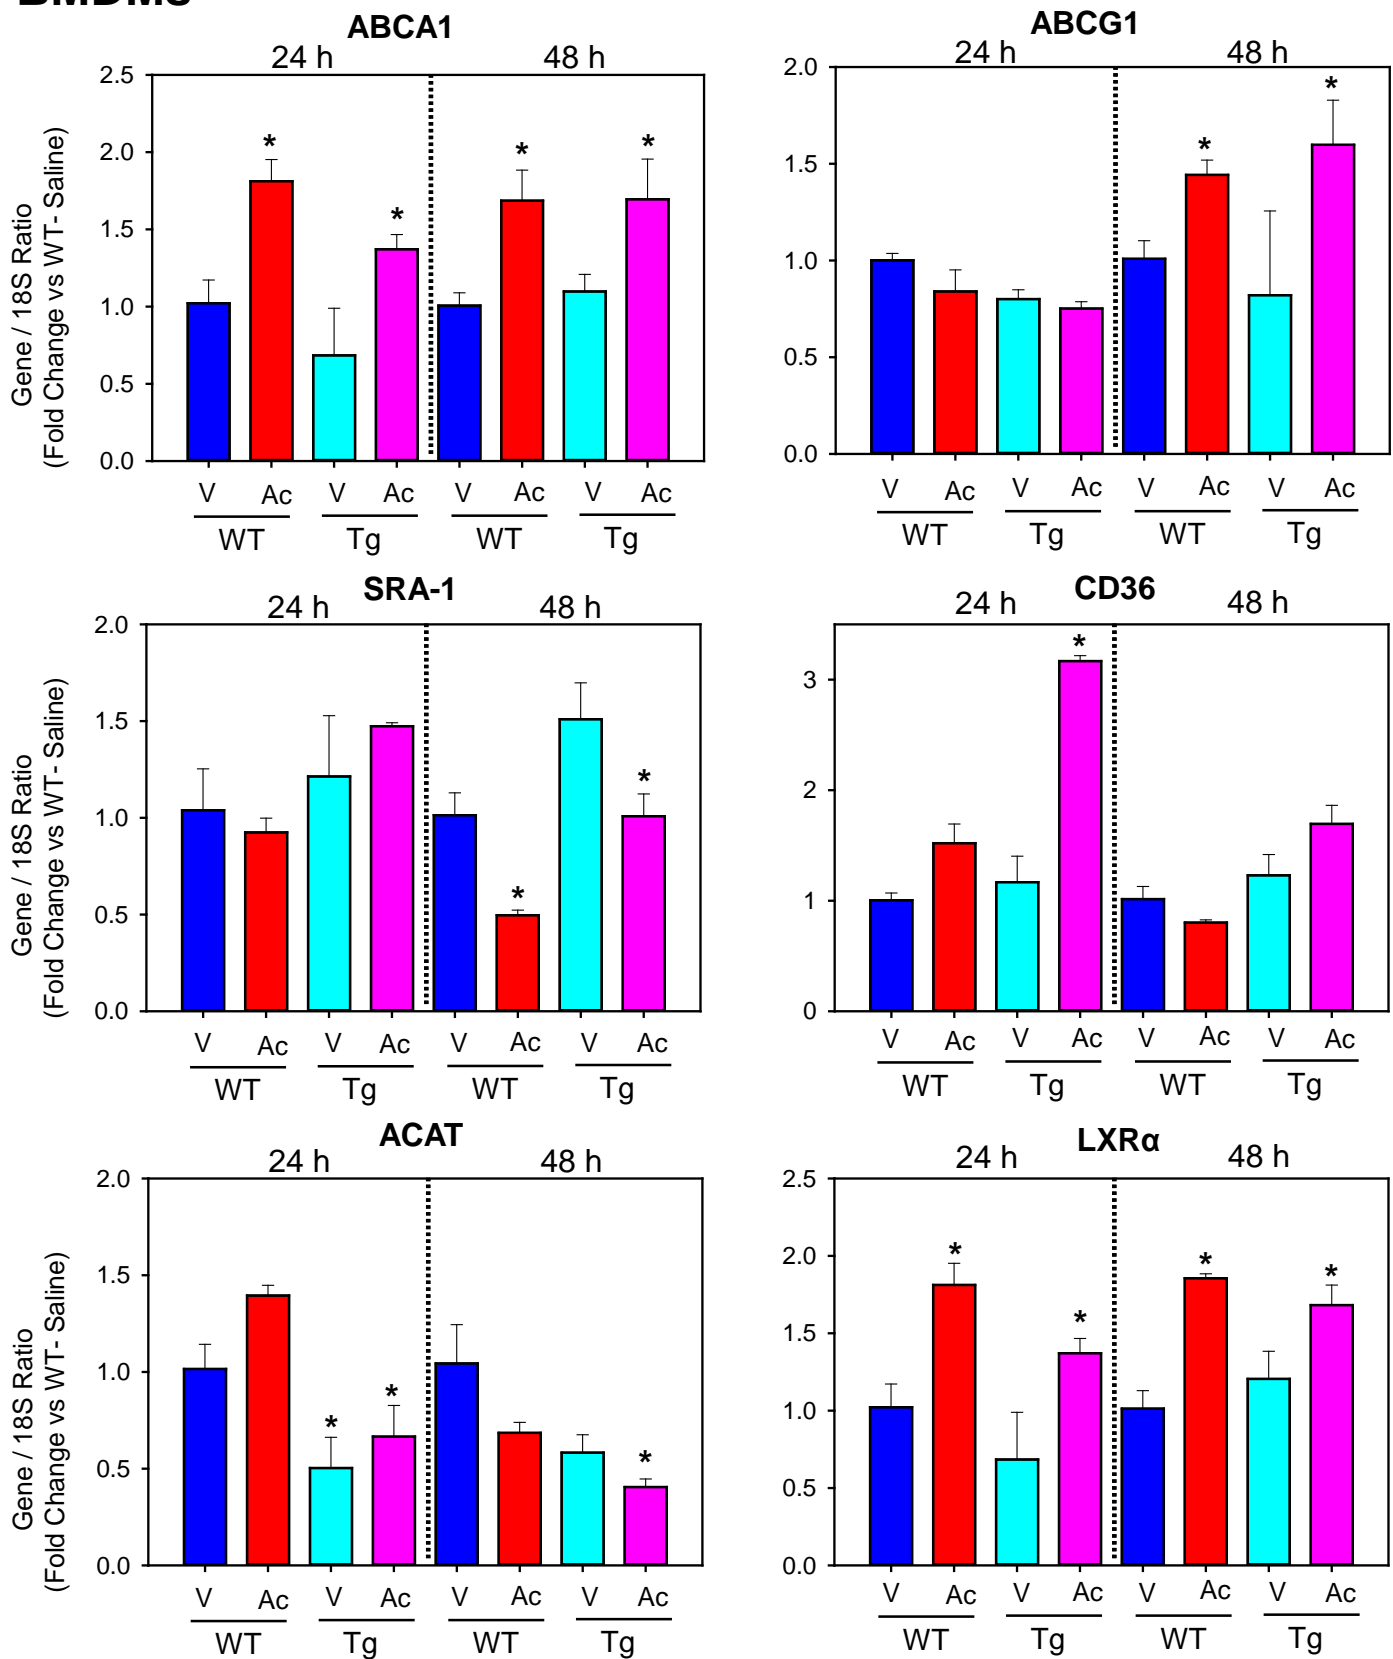 BMDMs
ABCA1
24 h 48 h
Gene / 18S Ratio
(Fold Change vs WT- Saline)
2.5
2.0
1.5
1.0
0.5
0.0
* * * *
V Ac V Ac V Ac V Ac
WT Tg WT Tg
ABCG1
24 h 48 h
2.0
1.5
1.0
0.5
0.0
* *
V Ac V Ac V Ac V Ac
WT Tg WT Tg
SRA-1
24 h 48 h
Gene / 18S Ratio
(Fold Change vs WT- Saline)
2.0
1.5
1.0
0.5
0.0
* *
V Ac V Ac V Ac V Ac
WT Tg WT Tg
CD36
24 h 48 h
3
2
1
0
*
V Ac V Ac V Ac V Ac
WT Tg WT Tg
ACAT
24 h 48 h
Gene / 18S Ratio
(Fold Change vs WT- Saline)
2.0
1.5
1.0
0.5
0.0
* * *
V Ac V Ac V Ac V Ac
WT Tg WT Tg
LXRα
24 h 48 h
2.5
2.0
1.5
1.0
0.5
0.0
* * * *
V Ac V Ac V Ac V Ac
WT Tg WT Tg